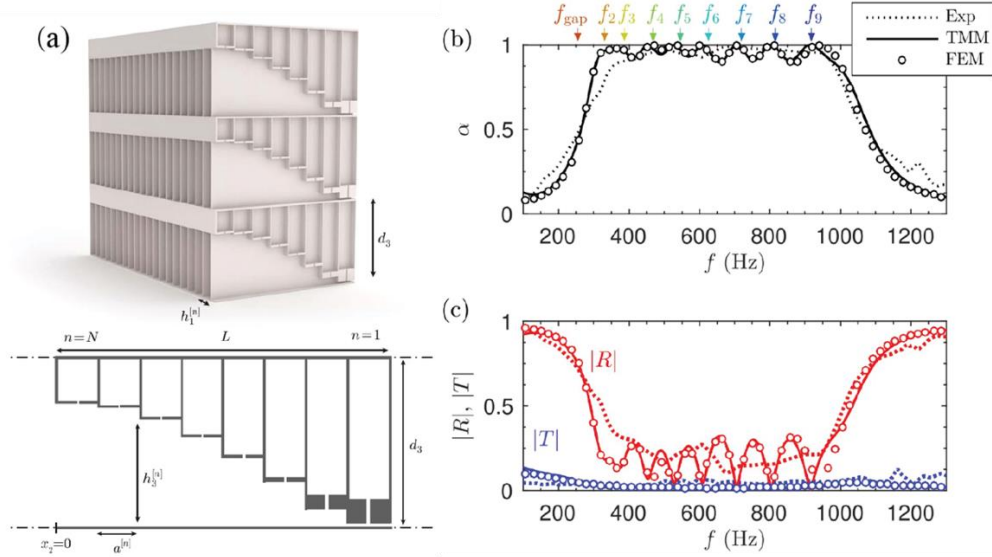 (a)
d₃
h₁^[n]
n=N L n=1
d₃
h₃^[n]
x₂=0 a^[n]
(b)
f_gap f₂ f₃ f₄ f₅ f₆ f₇ f₈ f₉
Exp
TMM
FEM
1
0.5
0
α
200 400 600 800 1000 1200
f (Hz)
(c)
1
0.5
0
|R|, |T|
|R|
|T|
200 400 600 800 1000 1200
f (Hz)